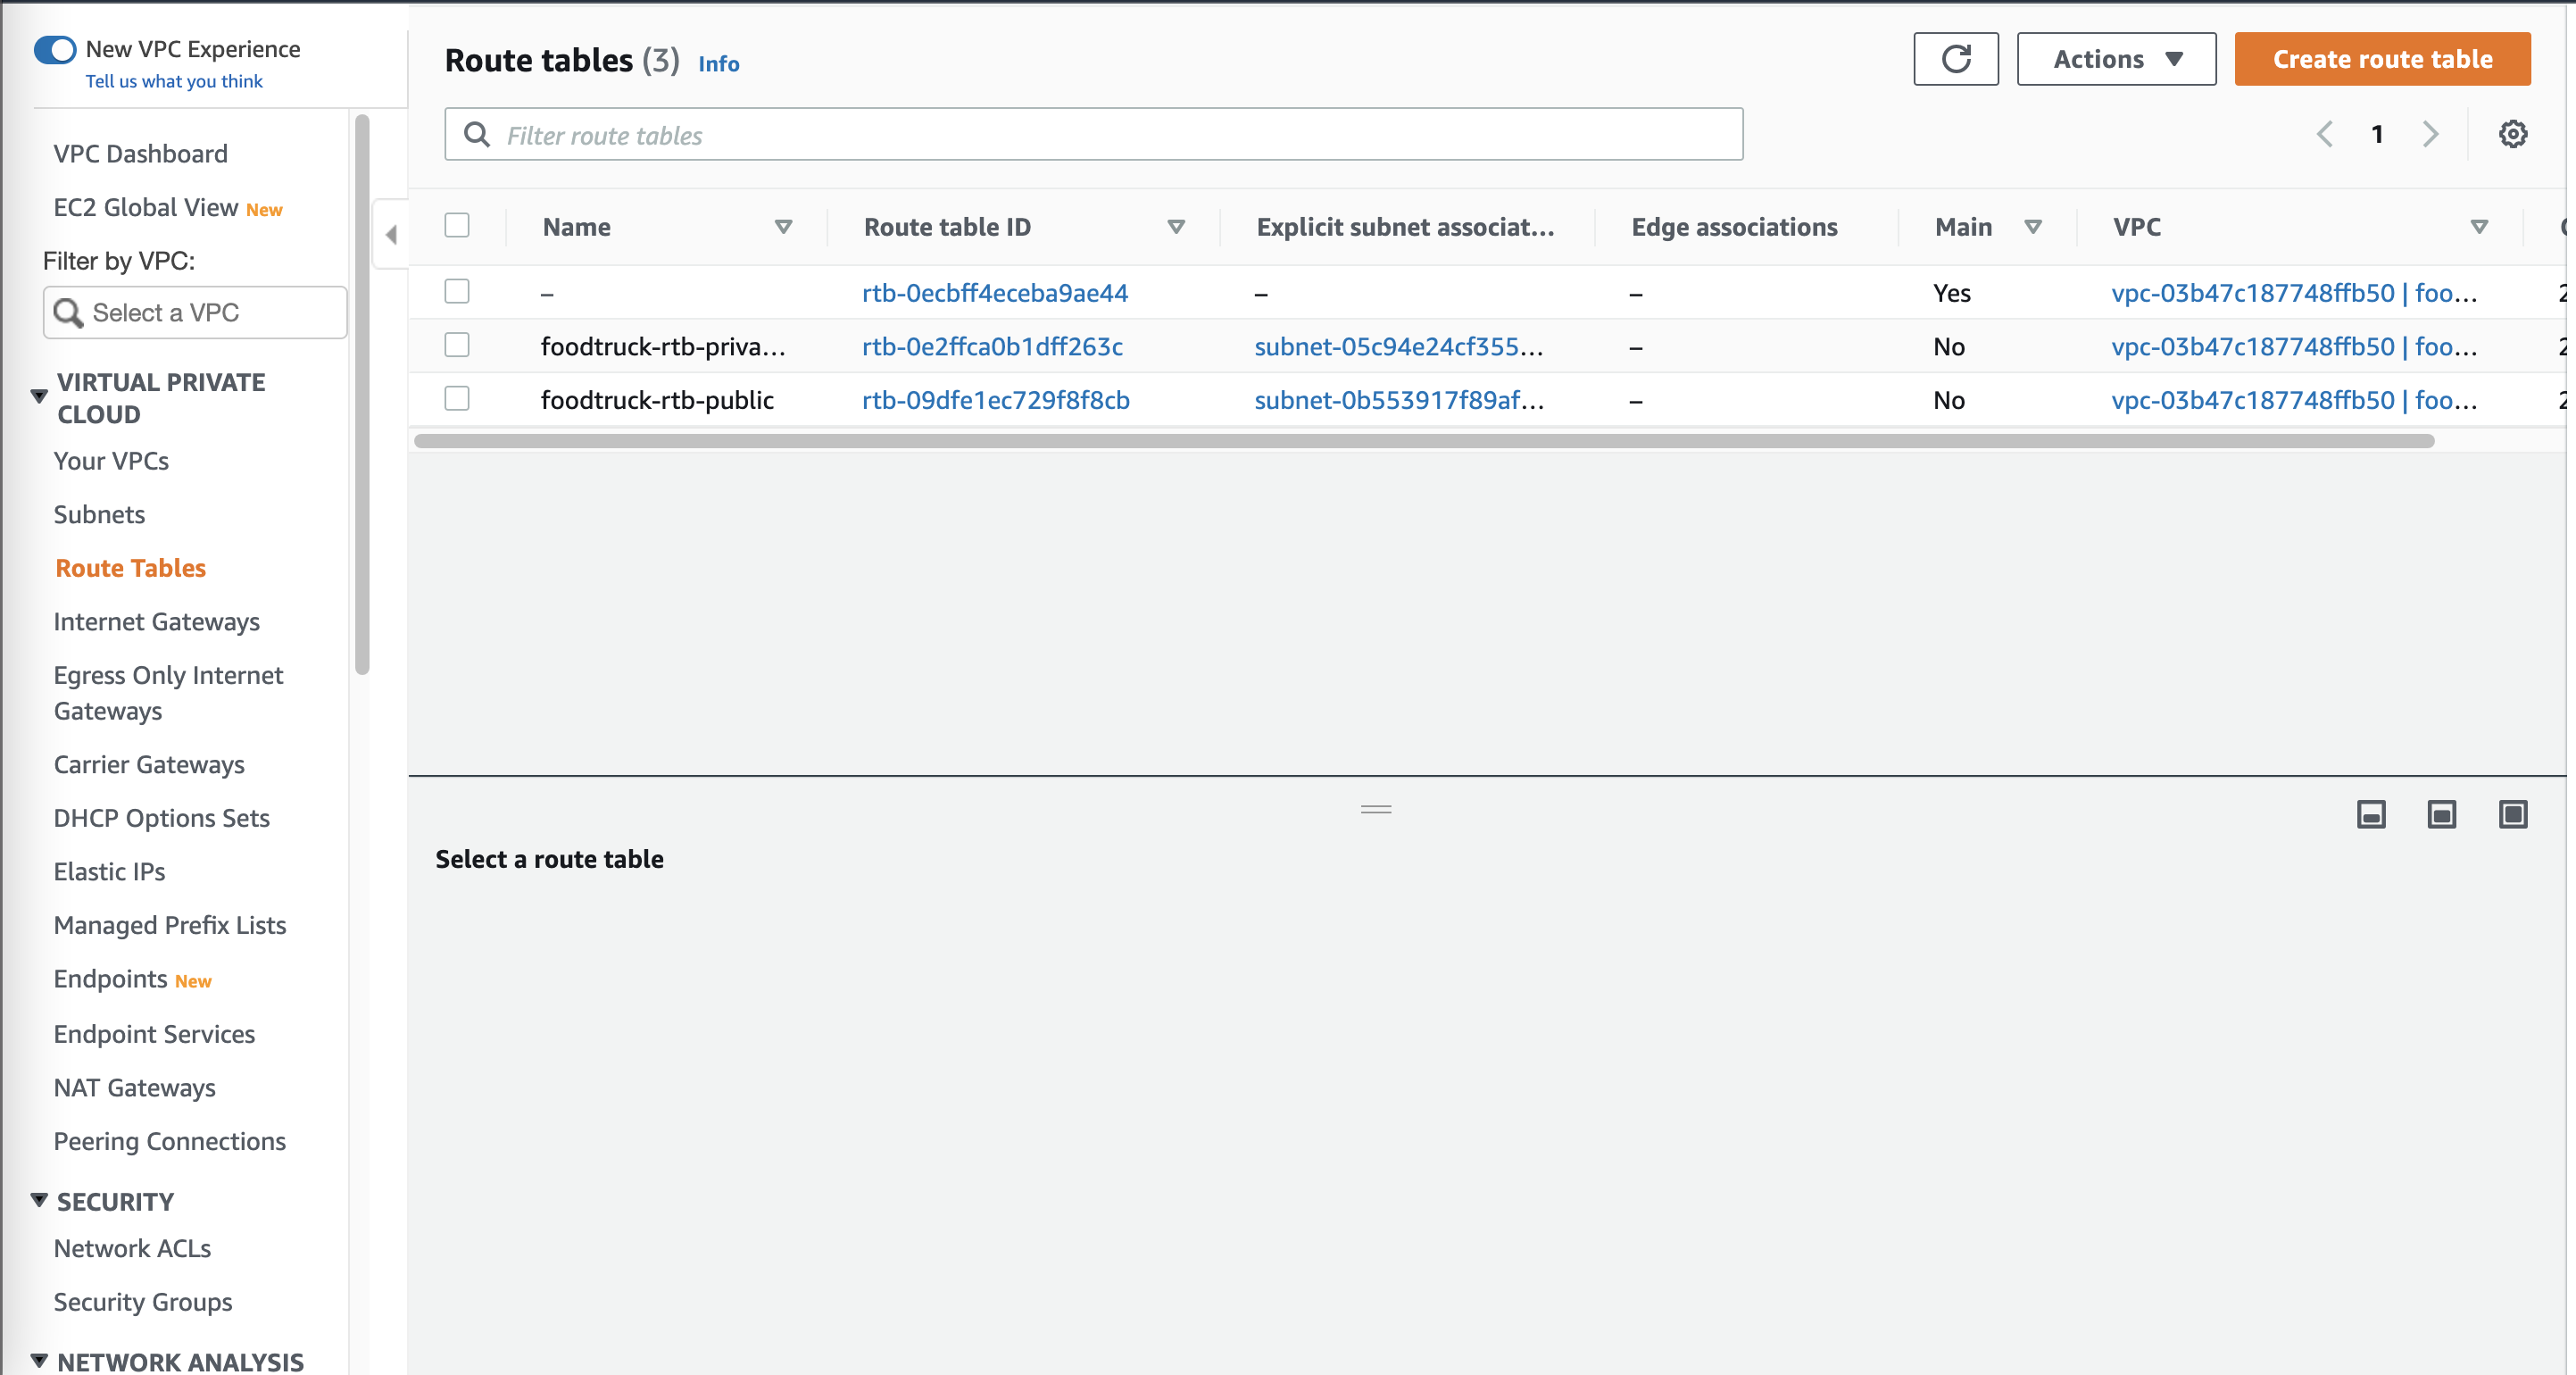 New VPC Experience
Tell us what you think
VPC Dashboard
EC2 Global View New
Filter by VPC:
Select a VPC
VIRTUAL PRIVATE
CLOUD
Your VPCs
Subnets
Route Tables
Internet Gateways
Egress Only Internet
Gateways
Carrier Gateways
DHCP Options Sets
Elastic IPs
Managed Prefix Lists
Endpoints New
Endpoint Services
NAT Gateways
Peering Connections
SECURITY
Network ACLs
Security Groups
NETWORK ANALYSIS
Route tables (3) Info
Actions
Create route table
Filter route tables
1
Name Route table ID Explicit subnet associat... Edge associations Main VPC
– rtb-0ecbff4eceba9ae44 – – Yes vpc-03b47c187748ffb50 | foo...
foodtruck-rtb-priva... rtb-0e2ffca0b1dff263c subnet-05c94e24cf355... – No vpc-03b47c187748ffb50 | foo...
foodtruck-rtb-public rtb-09dfe1ec729f8f8cb subnet-0b553917f89af... – No vpc-03b47c187748ffb50 | foo...
Select a route table